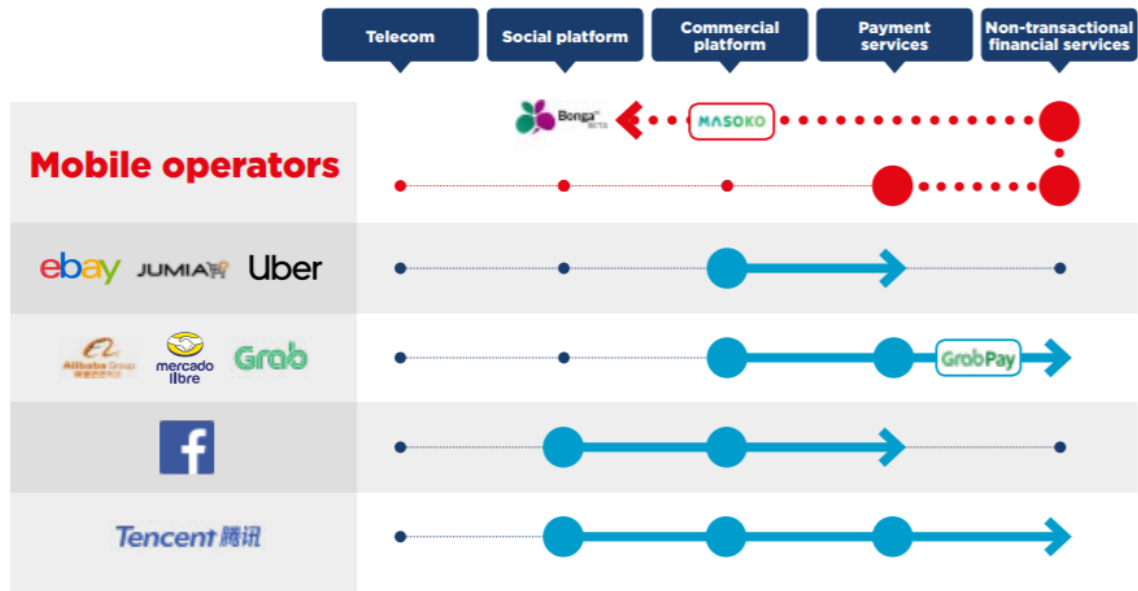 Telecom
Social platform
Commercial
platform
Payment
services
Non-transactional
financial services
Mobile operators
Bonga
BETA
MASOKO
ebay
JUMIA
Uber
Alibaba Group
mercado
libre
Grab
GrabPay
f
Tencent 腾讯